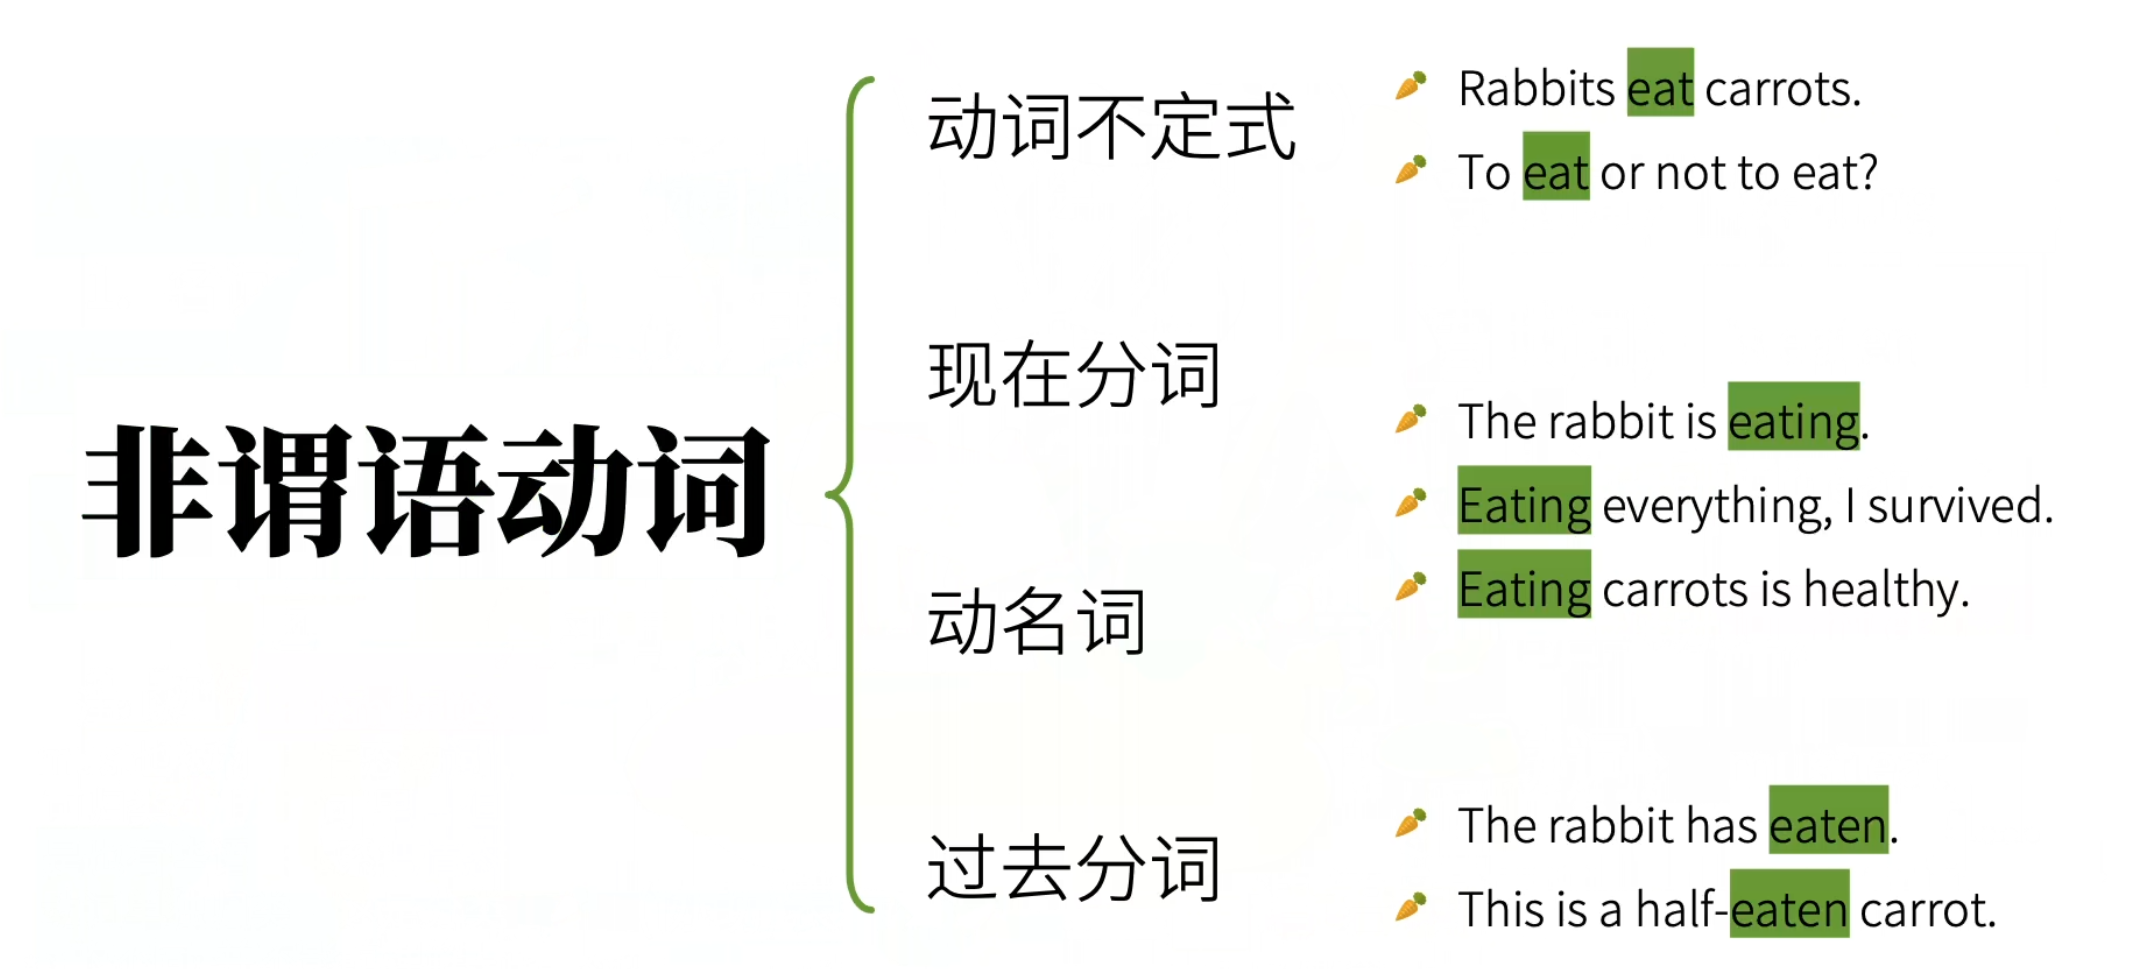 非谓语动词
动词不定式
Rabbits eat carrots.
To eat or not to eat?
现在分词
The rabbit is eating.
Eating everything, I survived.
Eating carrots is healthy.
动名词
过去分词
The rabbit has eaten.
This is a half-eaten carrot.